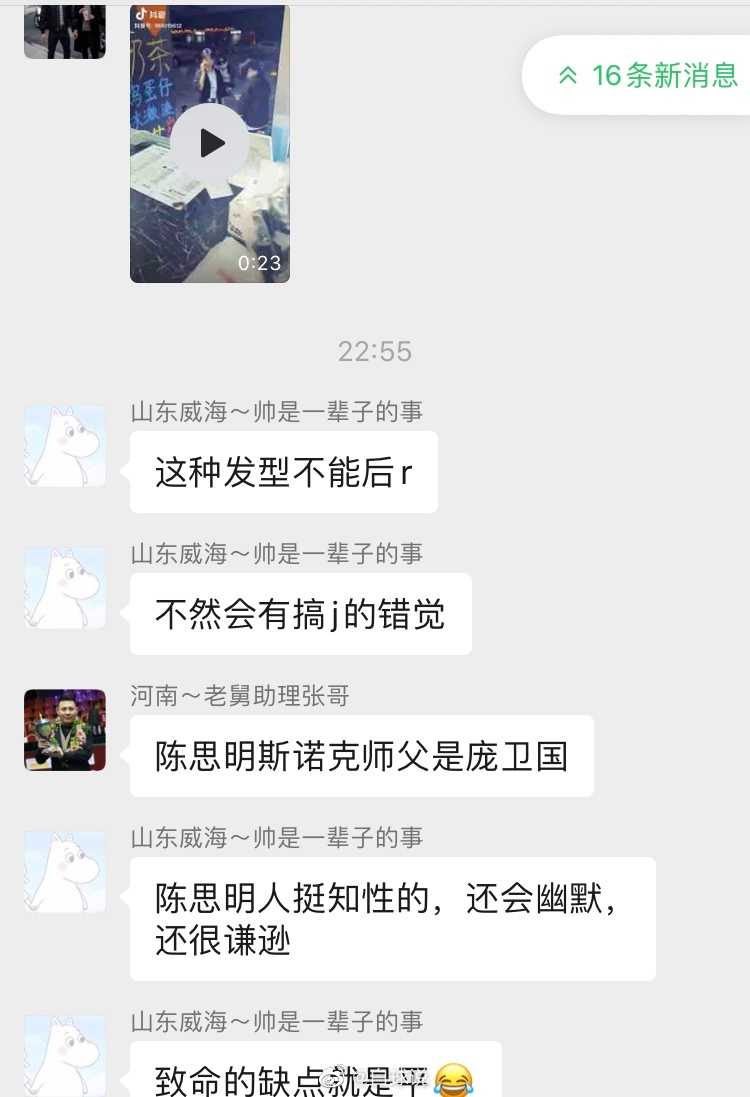 抖音
奶茶
鸡蛋仔
0:23
16条新消息
22:55
山东威海～帅是一辈子的事
这种发型不能后r
山东威海～帅是一辈子的事
不然会有搞j的错觉
河南～老舅助理张哥
陈思明斯诺克师父是庞卫国
山东威海～帅是一辈子的事
陈思明人挺知性的，还会幽默，
还很谦逊
山东威海～帅是一辈子的事
致命的缺点就是平😂